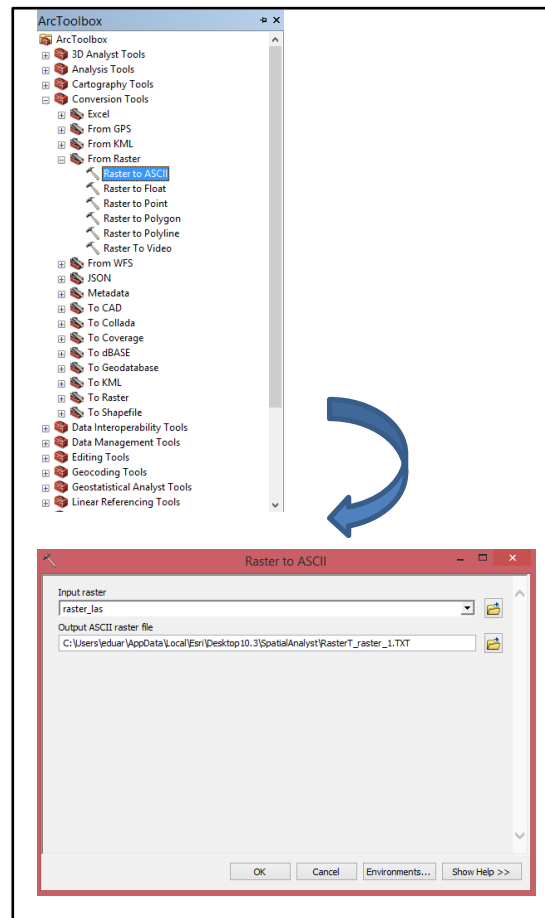 ArcToolbox
ArcToolbox
3D Analyst Tools
Analysis Tools
Cartography Tools
Conversion Tools
Excel
From GPS
From KML
From Raster
Raster to ASCII
Raster to Float
Raster to Point
Raster to Polygon
Raster to Polyline
Raster To Video
From WFS
JSON
Metadata
To CAD
To Collada
To Coverage
To dBASE
To Geodatabase
To KML
To Raster
To Shapefile
Data Interoperability Tools
Data Management Tools
Editing Tools
Geocoding Tools
Geostatistical Analyst Tools
Linear Referencing Tools
Raster to ASCII
Input raster
raster_las
Output ASCII raster file
C:\Users\eduar\AppData\Local\Esri\Desktop10.3\SpatialAnalyst\RasterT_raster_1.TXT
OK Cancel Environments... Show Help >>